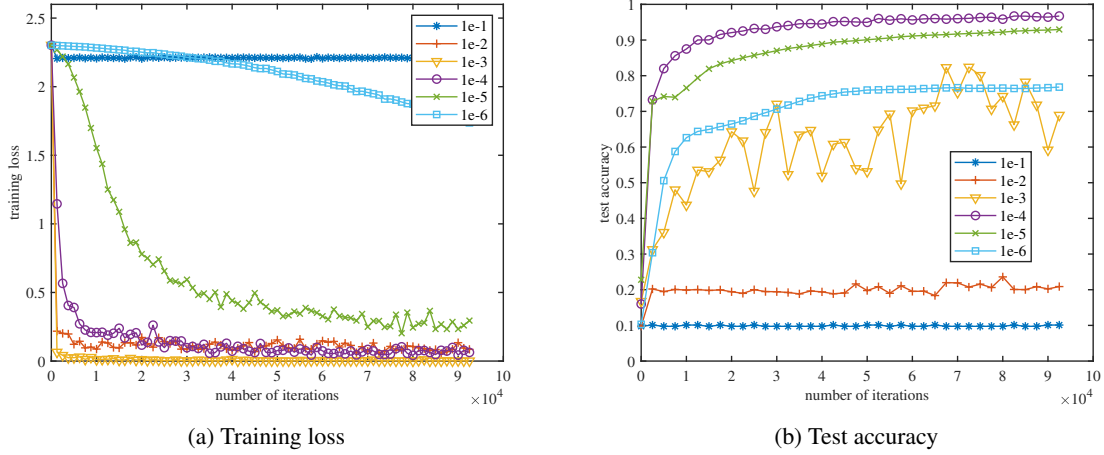 2.5
2
1.5
1
0.5
0
training loss
1e-1
1e-2
1e-3
1e-4
1e-5
1e-6
0 1 2 3 4 5 6 7 8 9 10
number of iterations
×10⁴
(a) Training loss
1
0.9
0.8
0.7
0.6
0.5
0.4
0.3
0.2
0.1
0
test accuracy
1e-1
1e-2
1e-3
1e-4
1e-5
1e-6
0 1 2 3 4 5 6 7 8 9 10
number of iterations
×10⁴
(b) Test accuracy